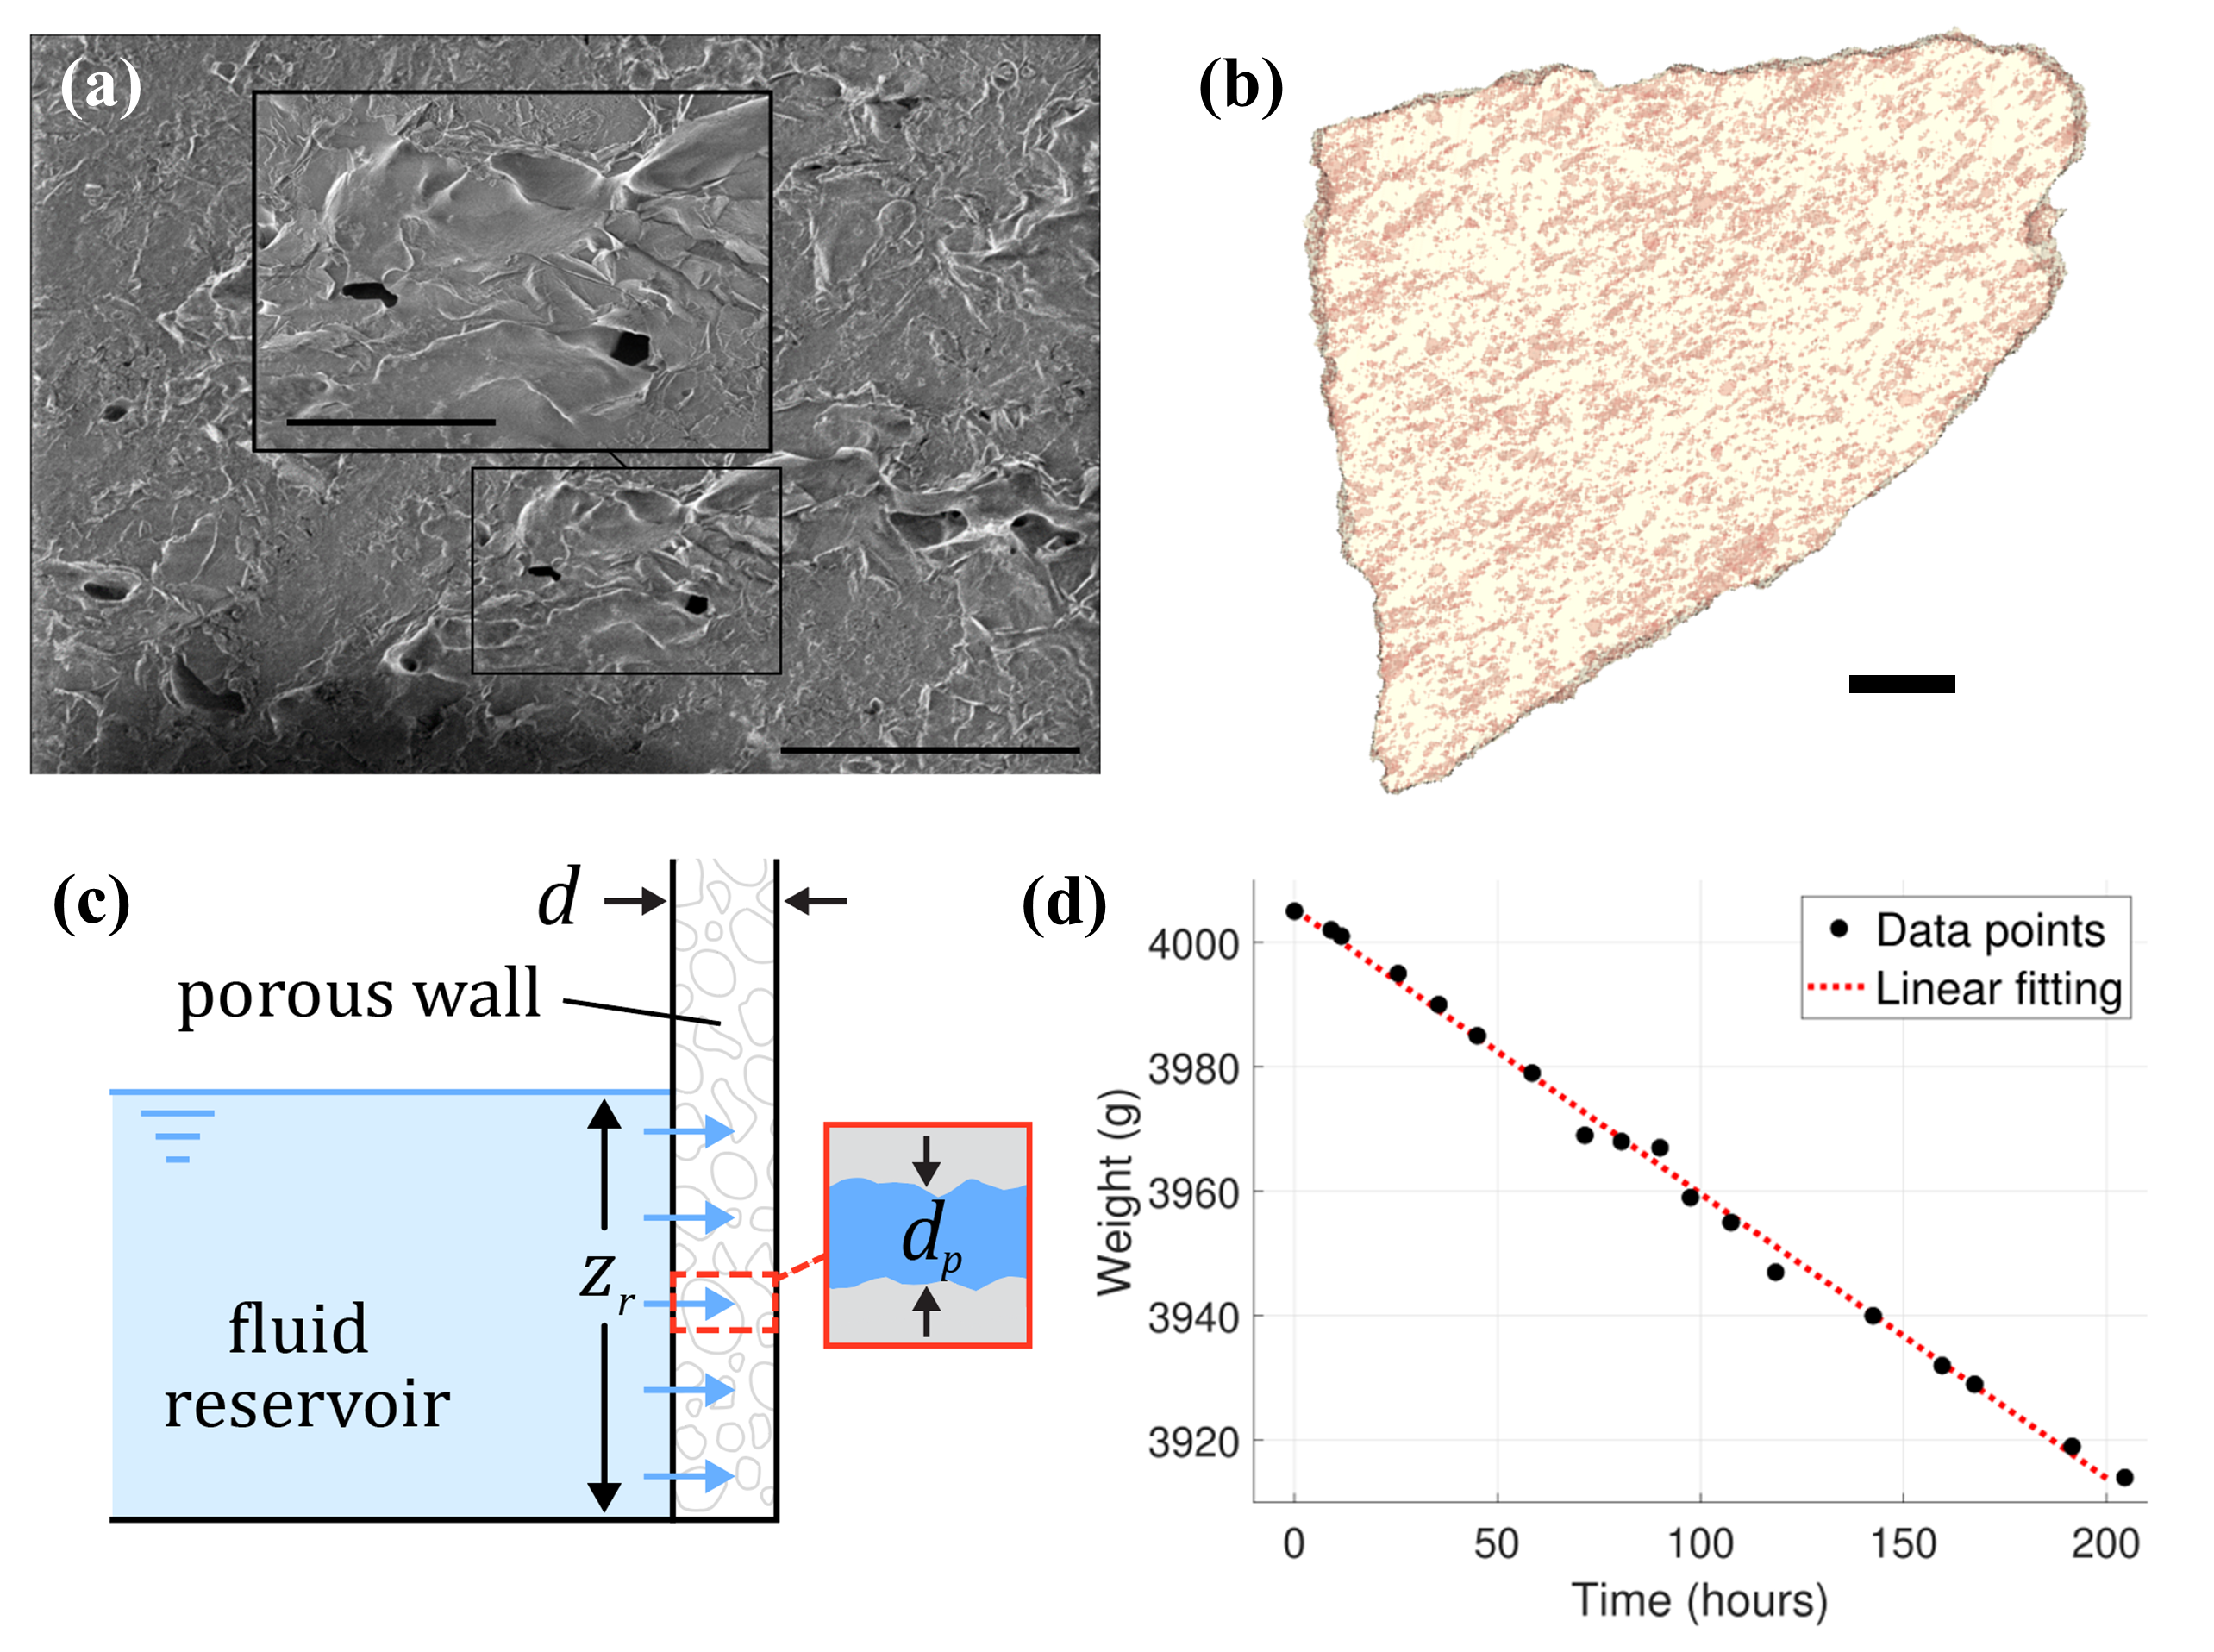 (a)
(b)
(c)
d
porous wall
z_r
fluid
reservoir
d_p
(d)
Data points
Linear fitting
Weight (g)
4000
3980
3960
3940
3920
0 50 100 150 200
Time (hours)